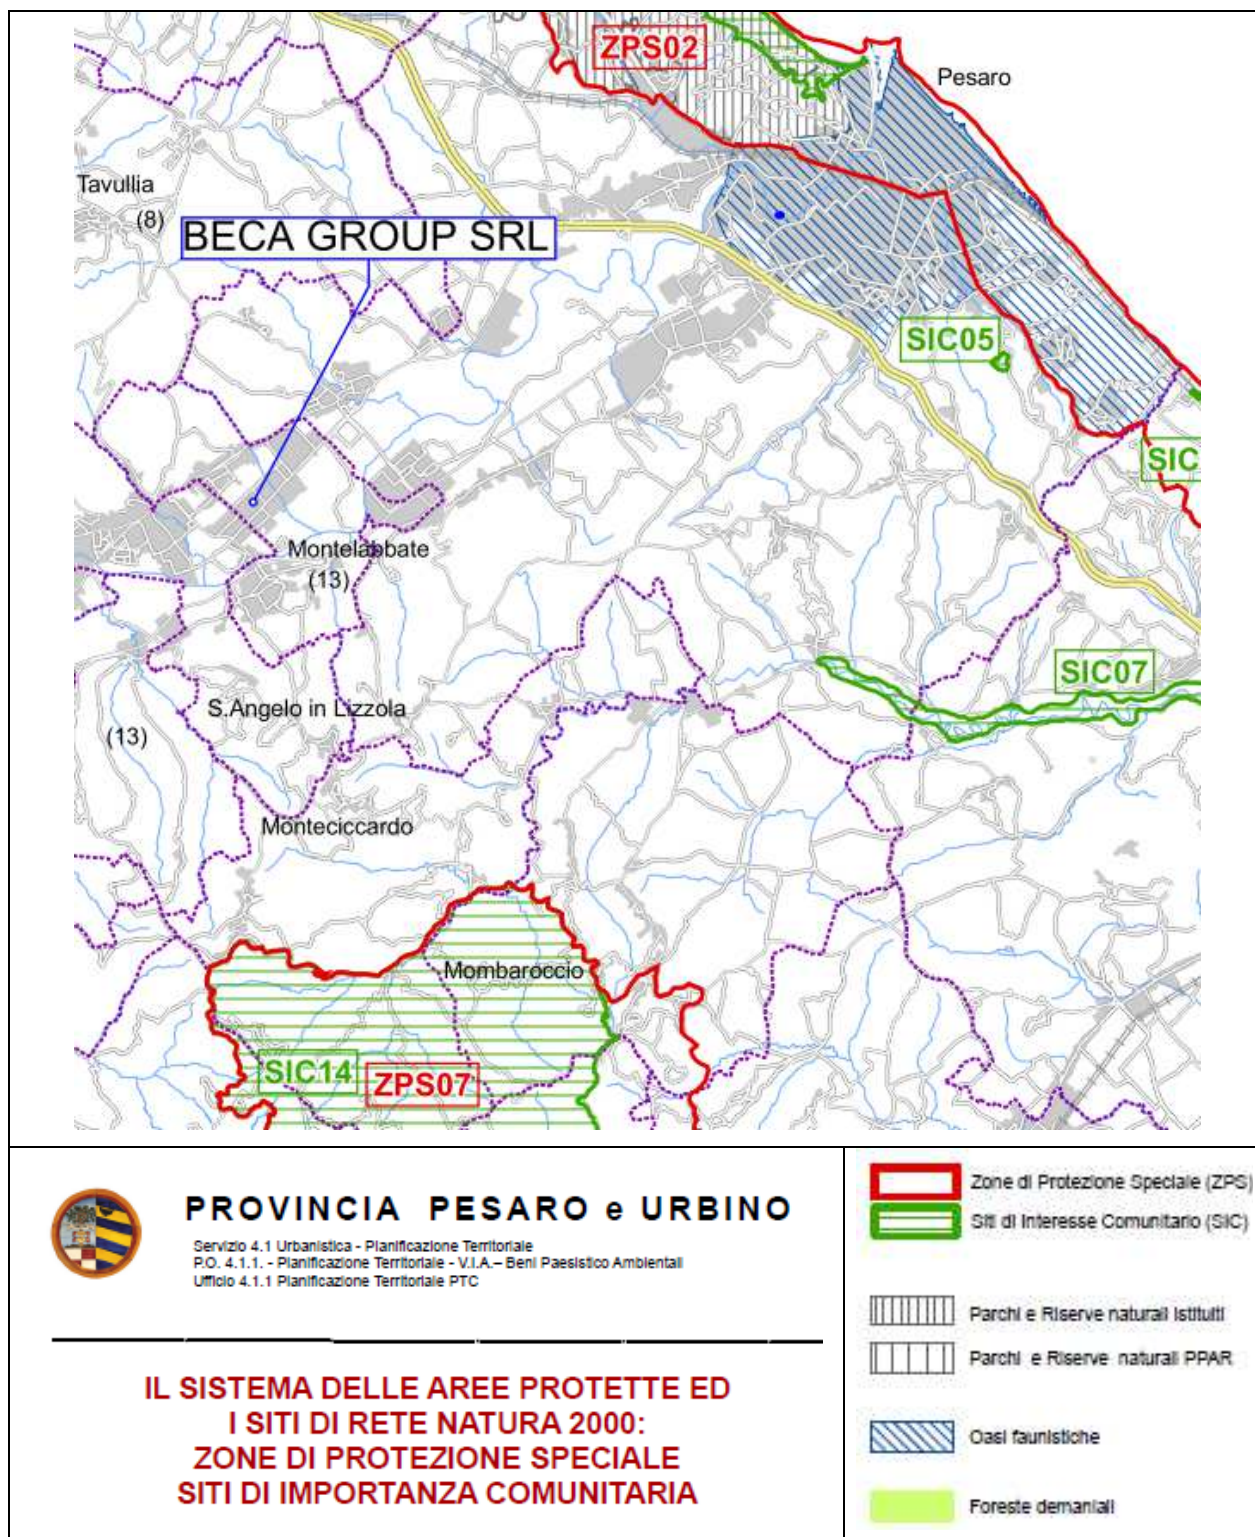 ZPS02
Pesaro
Tavullia
(8)
BECA GROUP SRL
SIC05
SIC
Montelabbate
(13)
SIC07
S.Angelo in Lizzola
(13)
Monteciccardo
Mombaroccio
SIC14
ZPS07
PROVINCIA PESARO e URBINO
Servizio 4.1 Urbanistica - Pianificazione Territoriale
P.O. 4.1.1. - Pianificazione Territoriale - V.I.A.– Beni Paesistico Ambientali
Ufficio 4.1.1 Pianificazione Territoriale PTC
IL SISTEMA DELLE AREE PROTETTE ED
I SITI DI RETE NATURA 2000:
ZONE DI PROTEZIONE SPECIALE
SITI DI IMPORTANZA COMUNITARIA
Zone di Protezione Speciale (ZPS)
Siti di Interesse Comunitario (SIC)
Parchi e Riserve naturali Istituiti
Parchi e Riserve naturali PPAR
Oasi faunistiche
Foreste demaniali